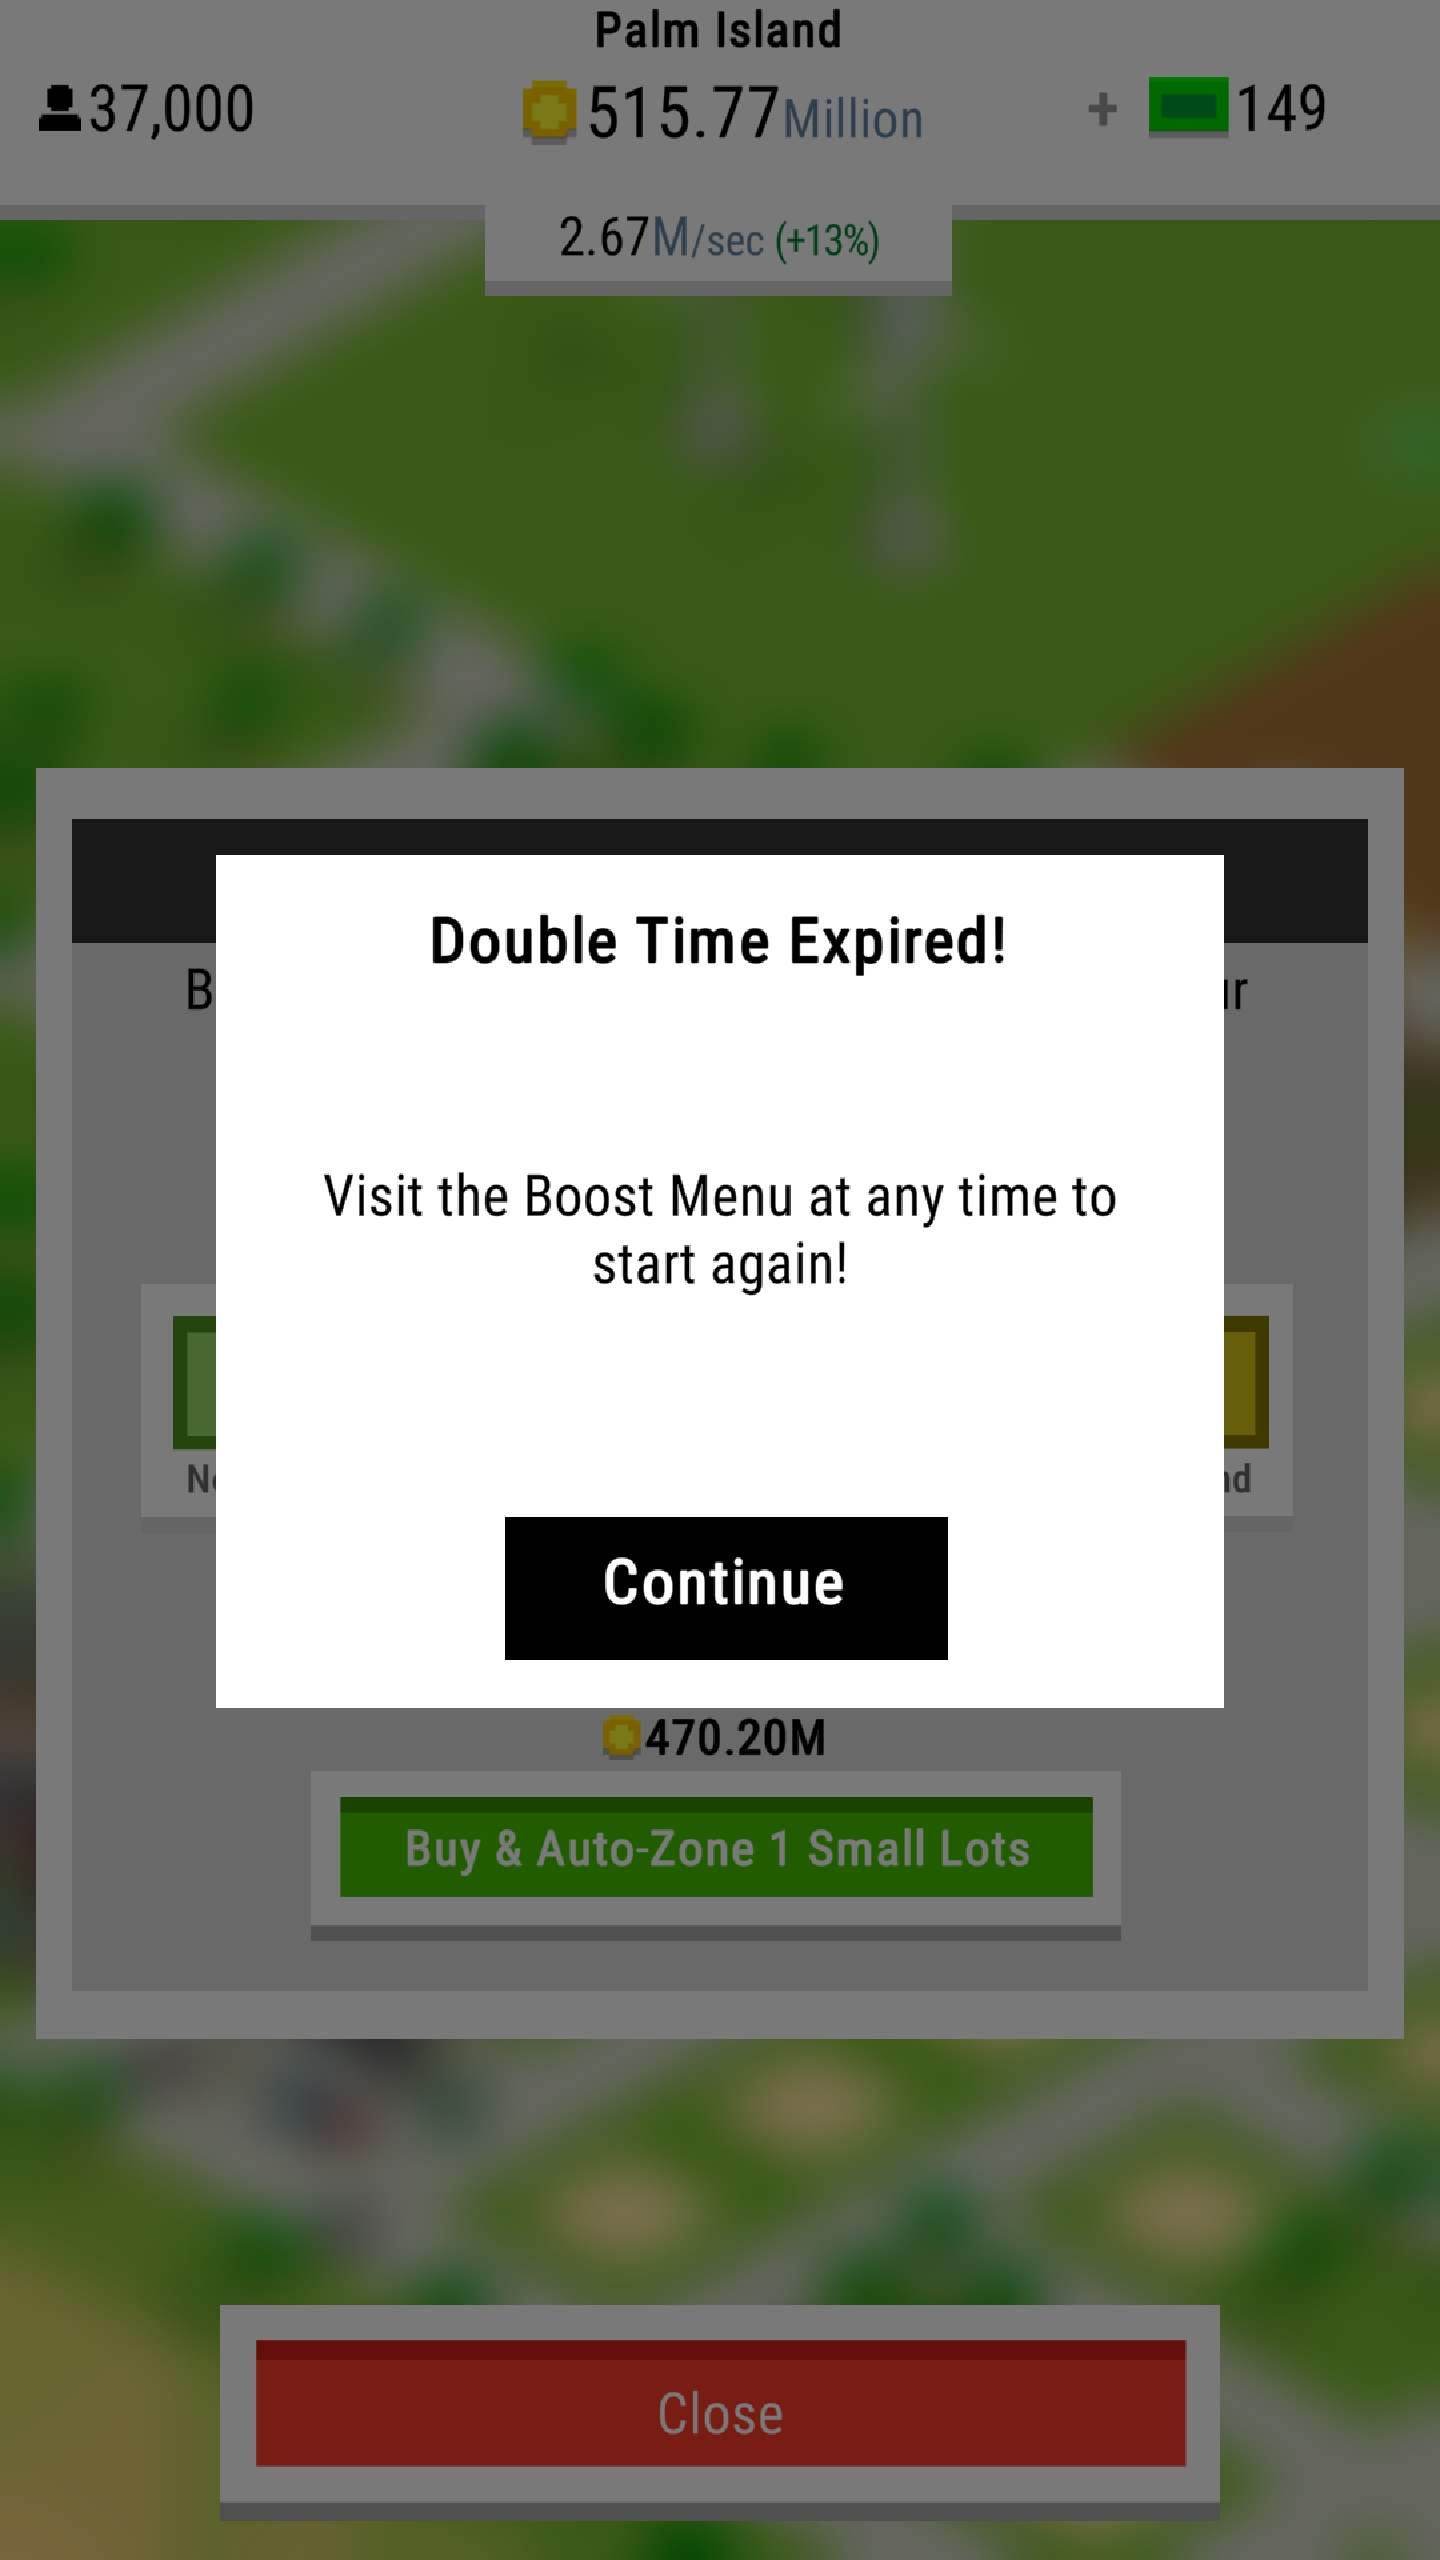 Palm Island
37,000
515.77Million
+ 149
2.67M/sec (+13%)
Double Time Expired!
Visit the Boost Menu at any time to
start again!
Continue
470.20M
Buy & Auto-Zone 1 Small Lots
Close